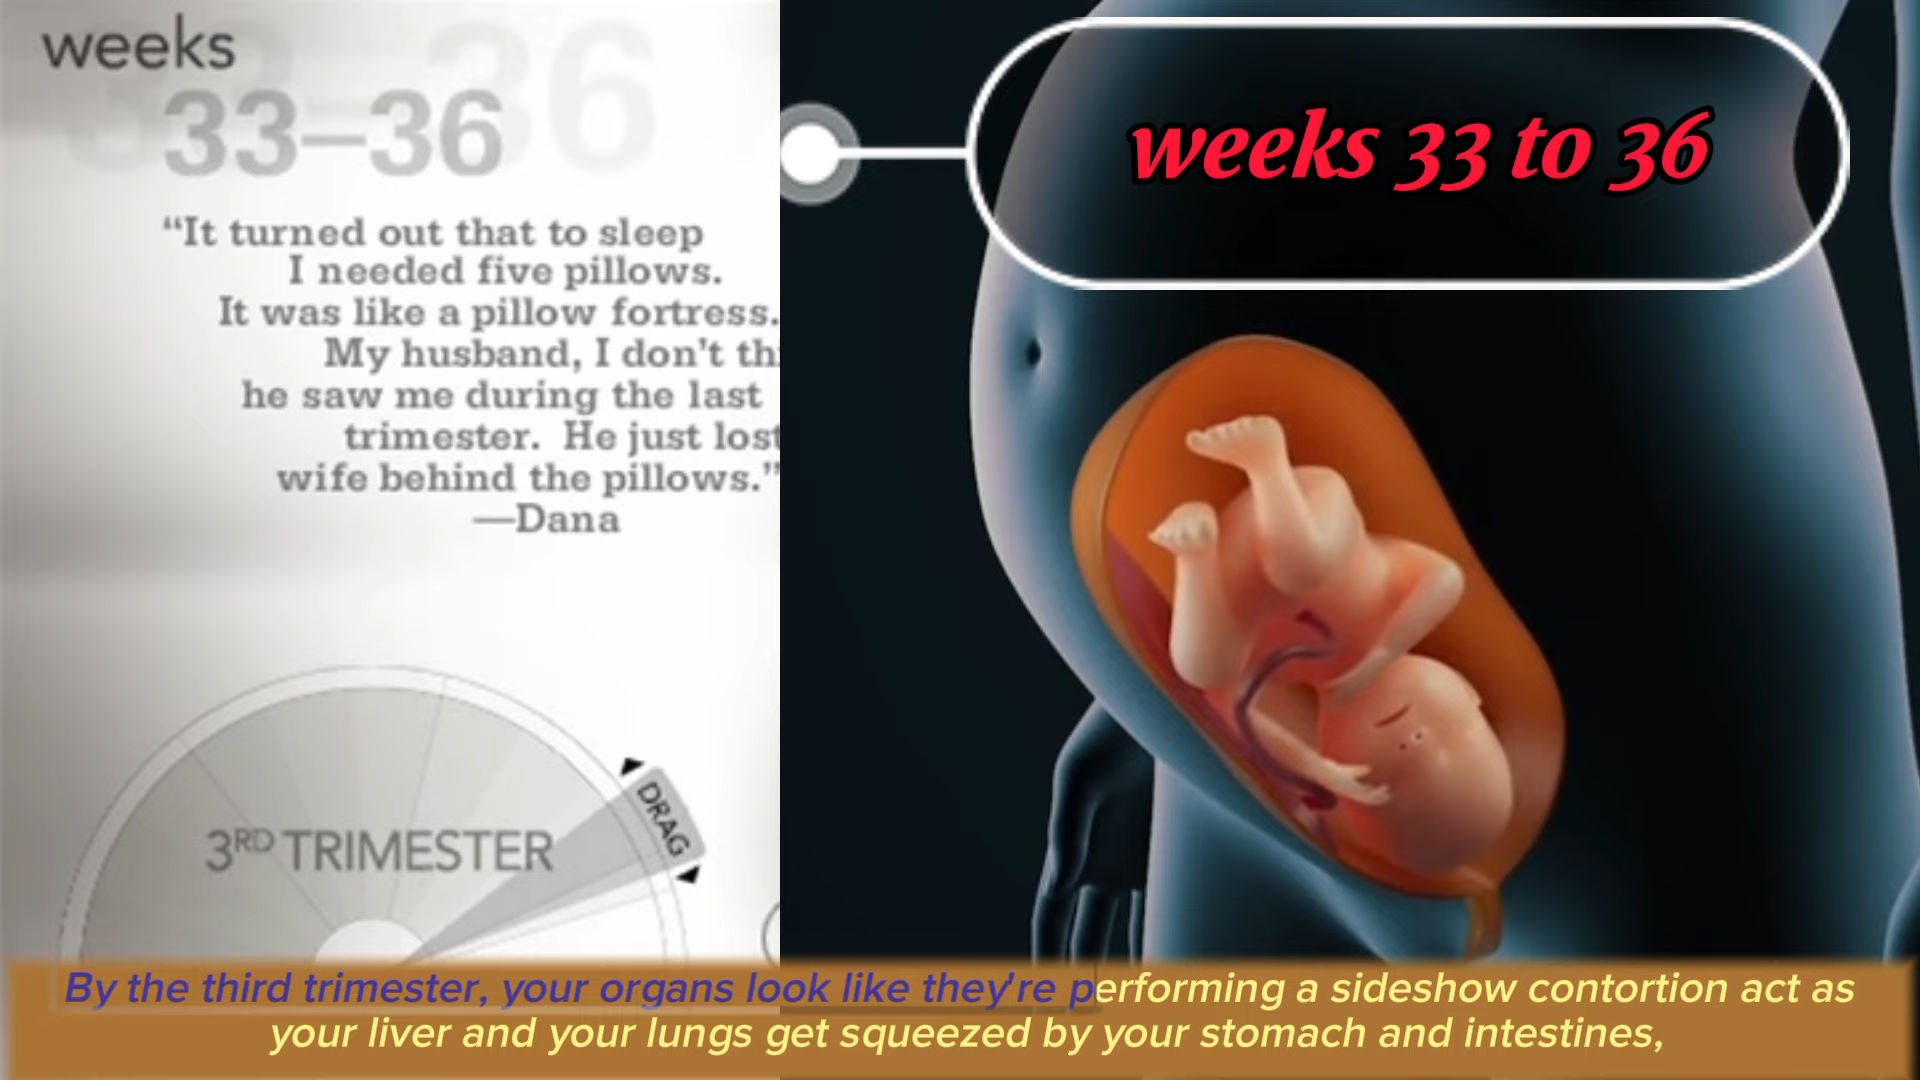 weeks
33–36
“It turned out that to sleep
I needed five pillows.
It was like a pillow fortress.
My husband, I don’t
he saw me during the last
trimester. He just lost
wife behind the pillows.”
—Dana
DRAG
3RD TRIMESTER
weeks 33 to 36
By the third trimester, your organs look like they're performing a sideshow contortion act as
your liver and your lungs get squeezed by your stomach and intestines,